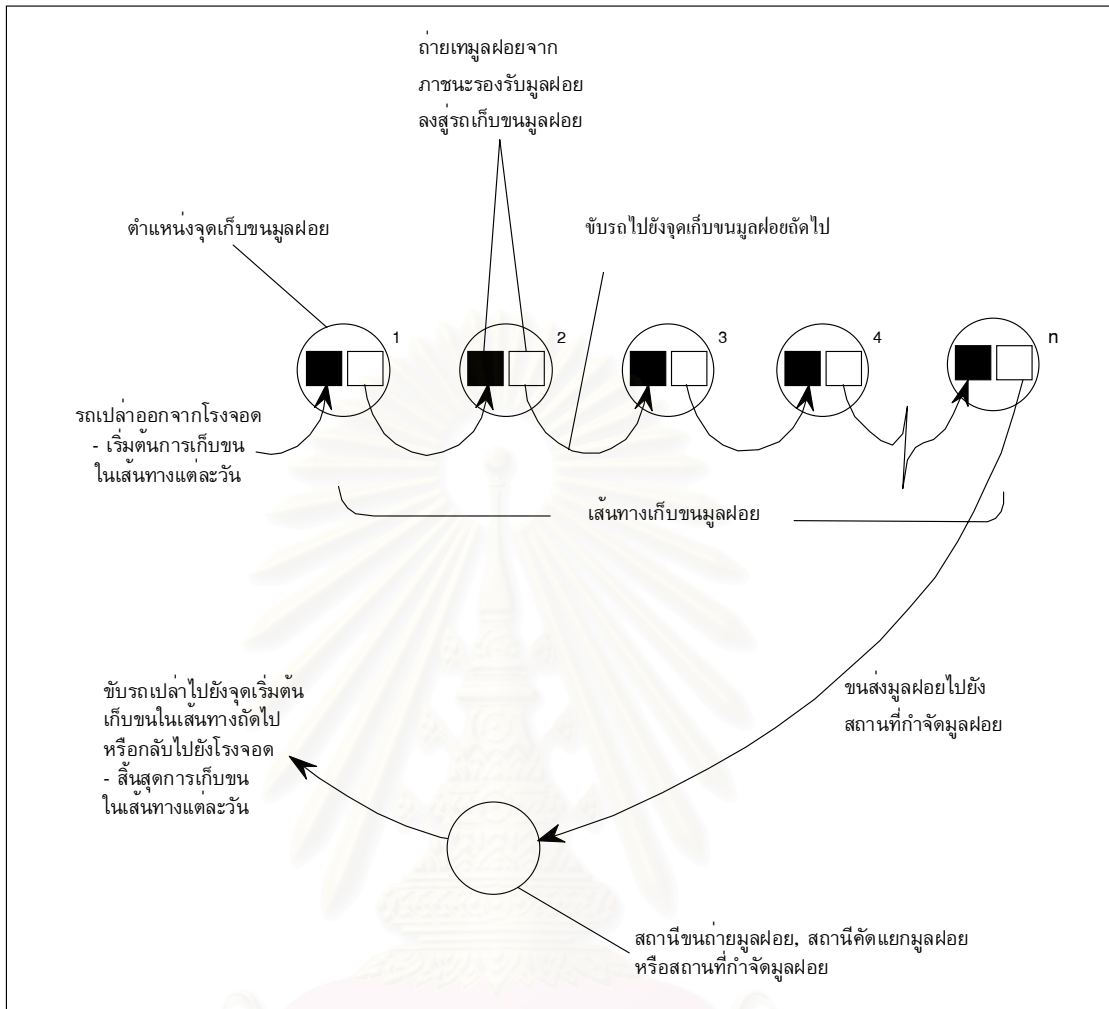 ถ่ายเทมูลฝอยจาก
ภาชนะรองรับมูลฝอย
ลงสู่รถเก็บขนมูลฝอย
ตำแหน่งจุดเก็บขนมูลฝอย
ขับรถไปยังจุดเก็บขนมูลฝอยถัดไป
1
2
3
4
n
รถเปล่าออกจากโรงจอด
- เริ่มต้นการเก็บขน
ในเส้นทางแต่ละวัน
เส้นทางเก็บขนมูลฝอย
ขับรถเปล่าไปยังจุดเริ่มต้น
เก็บขนในเส้นทางถัดไป
หรือกลับไปยังโรงจอด
- สิ้นสุดการเก็บขน
ในเส้นทางแต่ละวัน
ขนส่งมูลฝอยไปยัง
สถานที่กำจัดมูลฝอย
สถานีขนถ่ายมูลฝอย, สถานีคัดแยกมูลฝอย
หรือสถานที่กำจัดมูลฝอย